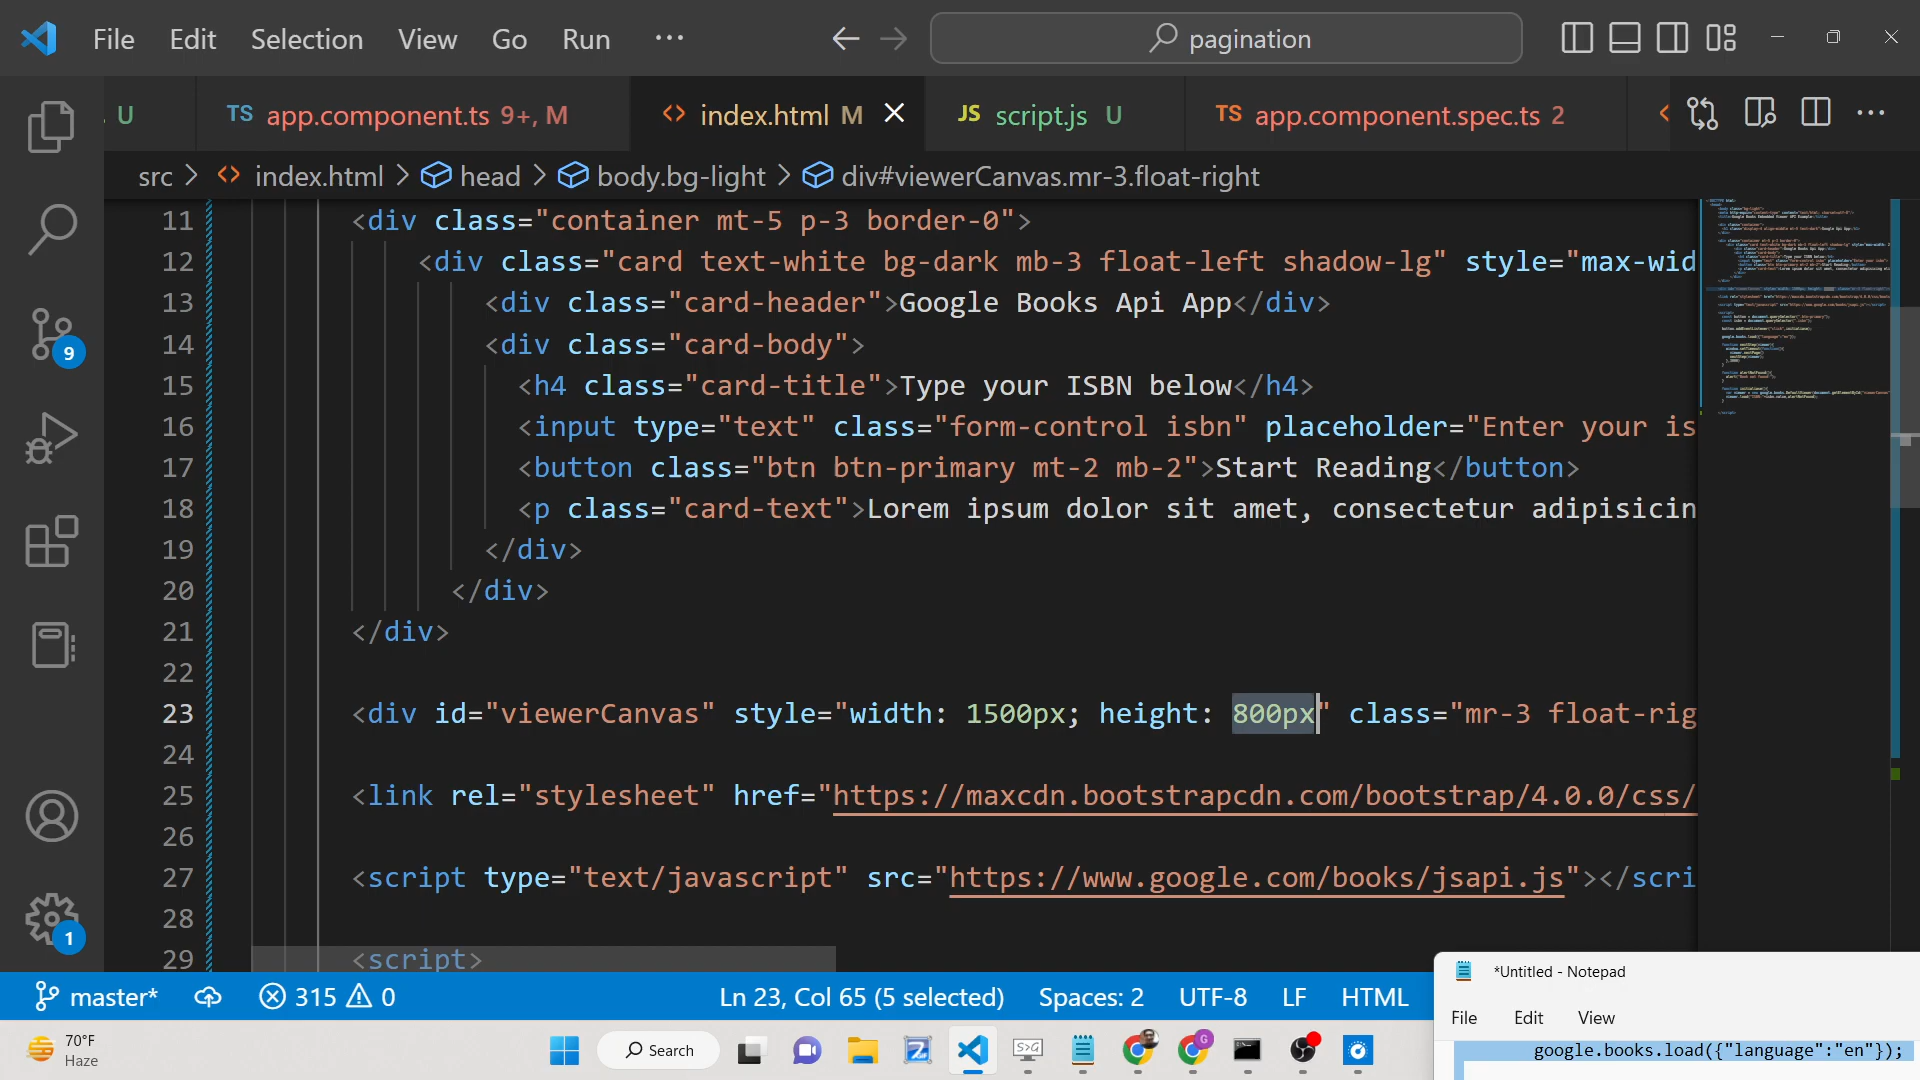 File Edit Selection View Go Run ··· pagination
U TS app.component.ts 9+, M <> index.html M JS script.js U TS app.component.spec.ts 2 ···
src > <> index.html > head > body.bg-light > div#viewerCanvas.mr-3.float-right
11 <div class="container mt-5 p-3 border-0">
12 <div class="card text-white bg-dark mb-3 float-left shadow-lg" style="max-wid
13 <div class="card-header">Google Books Api App</div>
14 <div class="card-body">
15 <h4 class="card-title">Type your ISBN below</h4>
16 <input type="text" class="form-control isbn" placeholder="Enter your is
17 <button class="btn btn-primary mt-2 mb-2">Start Reading</button>
18 <p class="card-text">Lorem ipsum dolor sit amet, consectetur adipisicin
19 </div>
20 </div>
21 </div>
22
23 <div id="viewerCanvas" style="width: 1500px; height: 800px" class="mr-3 float-rig
24
25 <link rel="stylesheet" href="https://maxcdn.bootstrapcdn.com/bootstrap/4.0.0/css/
26
27 <script type="text/javascript" src="https://www.google.com/books/jsapi.js"></scri
28
29 <script>
9
1
master* 315 0 Ln 23, Col 65 (5 selected) Spaces: 2 UTF-8 LF HTML
*Untitled - Notepad
File Edit View
google.books.load({"language":"en"});
70°F
Haze
Search